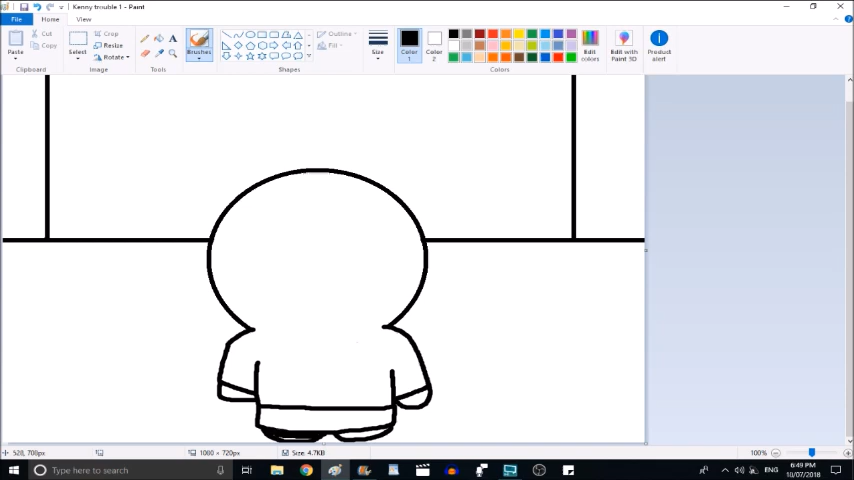 Kenny trouble 1 - Paint
File Home View
Paste
Cut
Copy
Clipboard
Select
Crop
Resize
Rotate
Image
A
Tools
Brushes
Outline
Fill
Shapes
Size
Color
1
Color
2
Edit
colors
Colors
Edit with
Paint 3D
Product
alert
528, 708px
1080 × 720px
Size: 4.7KB
100%
Type here to search
ENG
6:49 PM
10/07/2018